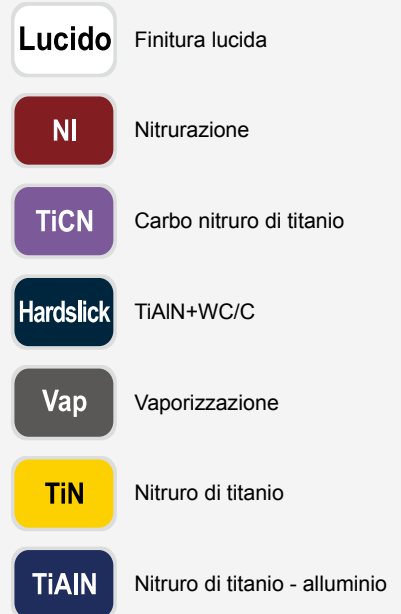 Lucido Finitura lucida
NI Nitrurazione
TiCN Carbo nitruro di titanio
Hardslick TiAlN+WC/C
Vap Vaporizzazione
TiN Nitruro di titanio
TiAlN Nitruro di titanio - alluminio